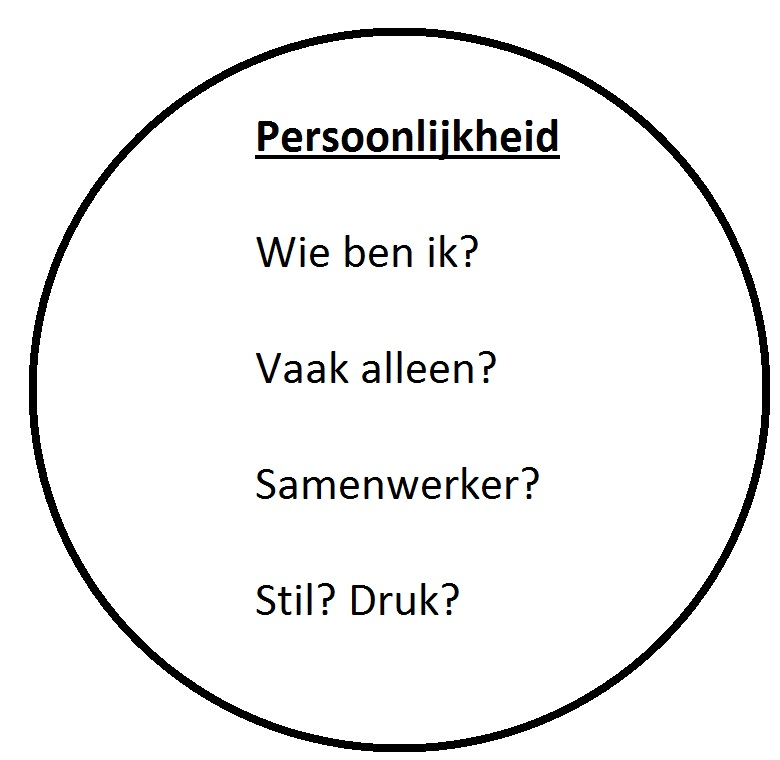 Persoonlijkheid
Wie ben ik?
Vaak alleen?
Samenwerker?
Stil? Druk?